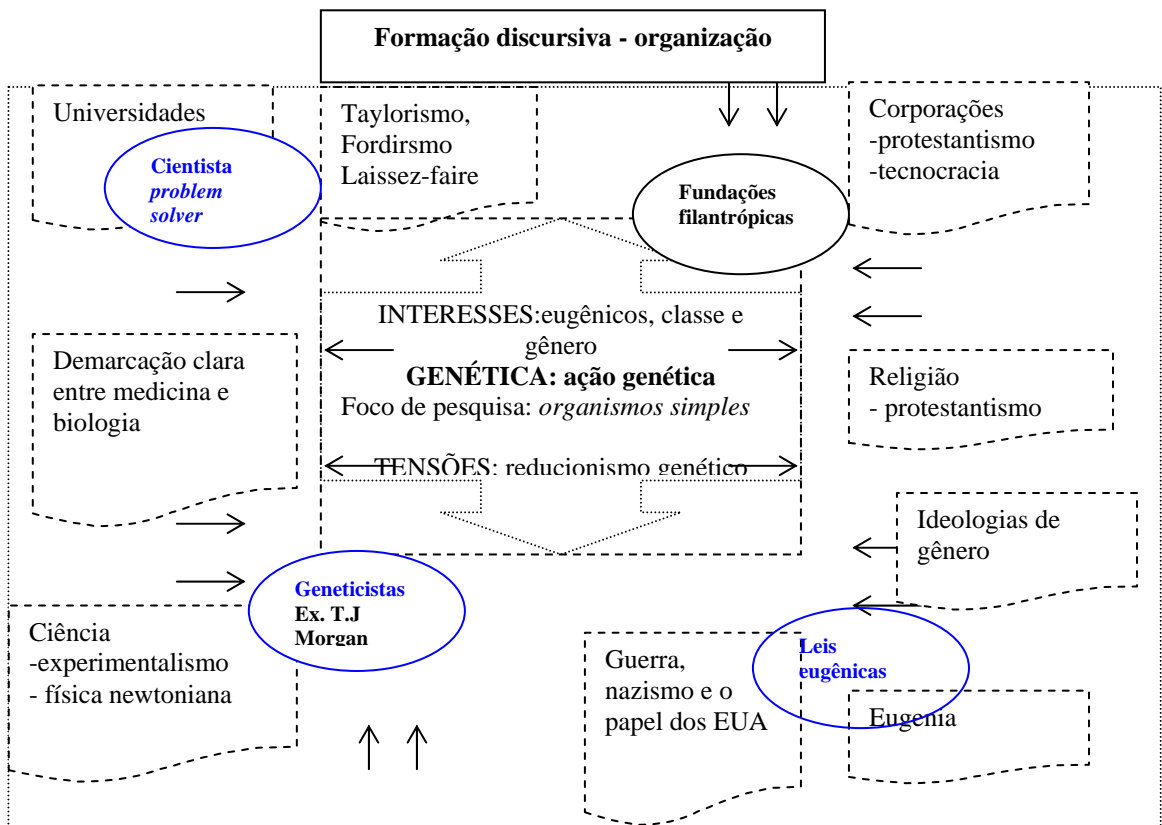 Formação discursiva - organização
Universidades
Cientista
problem
solver
Taylorismo,
Fordirsmo
Laissez-faire
Fundações
filantrópicas
Corporações
-protestantismo
-tecnocracia
INTERESSES:eugênicos, classe e
gênero
GENÉTICA: ação genética
Foco de pesquisa: organismos simples
TENSÕES: reducionismo genético
Demarcação clara
entre medicina e
biologia
Religião
- protestantismo
Ideologias de
gênero
Geneticistas
Ex. T.J
Morgan
Ciência
-experimentalismo
- física newtoniana
Guerra,
nazismo e o
papel dos EUA
Leis
eugênicas
Eugenia